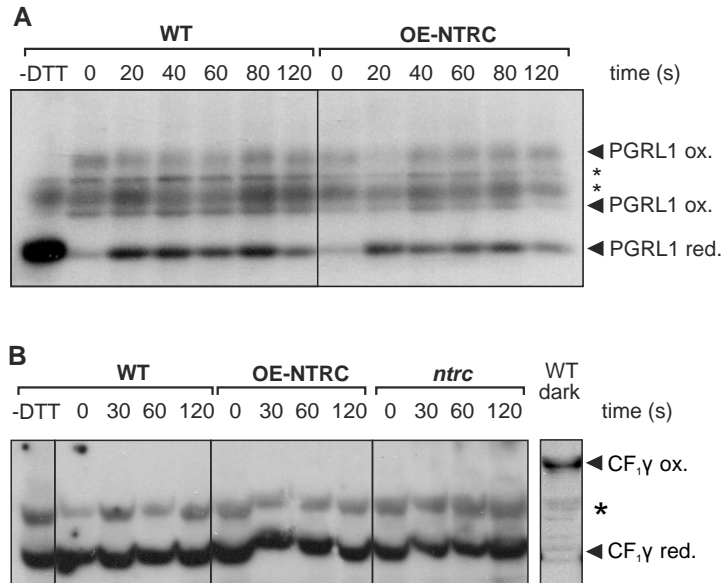 A
WT OE-NTRC
-DTT 0 20 40 60 80 120 0 20 40 60 80 120 time (s)
PGRL1 ox.
*
*
PGRL1 ox.
PGRL1 red.
B
WT OE-NTRC ntrc WT dark
-DTT 0 30 60 120 0 30 60 120 0 30 60 120 time (s)
CF₁γ ox.
*
CF₁γ red.